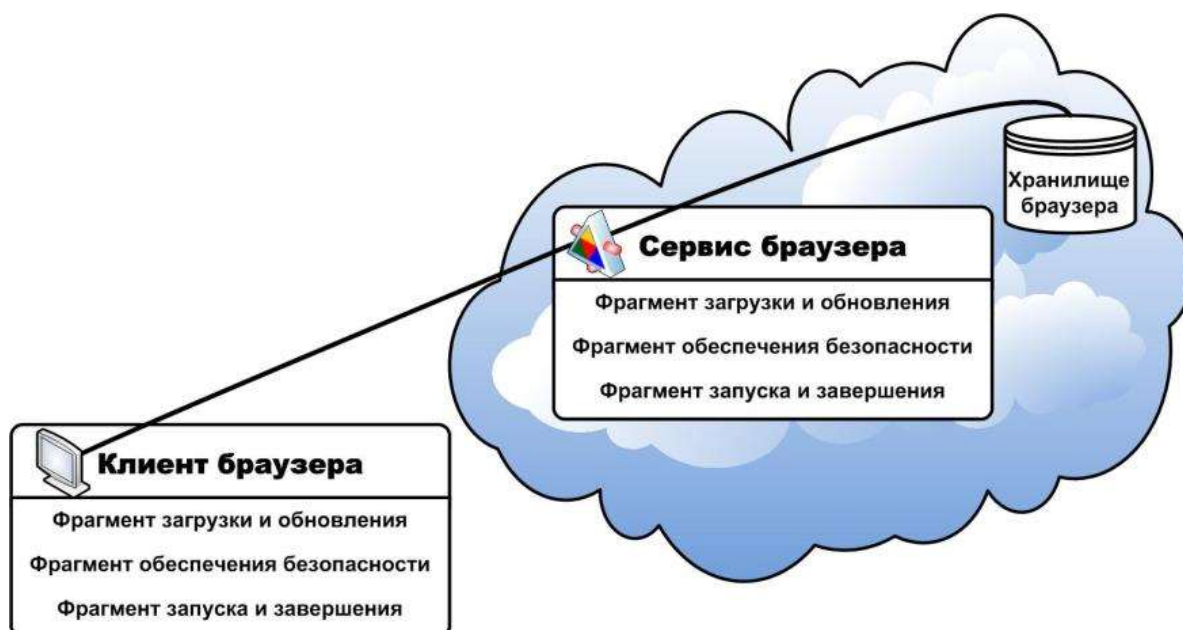 Хранилище
браузера
Сервис браузера
Фрагмент загрузки и обновления
Фрагмент обеспечения безопасности
Фрагмент запуска и завершения
Клиент браузера
Фрагмент загрузки и обновления
Фрагмент обеспечения безопасности
Фрагмент запуска и завершения